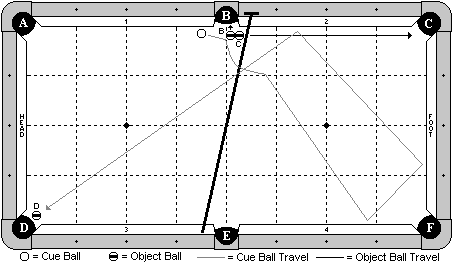 B
A
C
1
2
B
C
HEAD
FOOT
D
D
E
F
3
4
= Cue Ball = Object Ball = Cue Ball Travel = Object Ball Travel